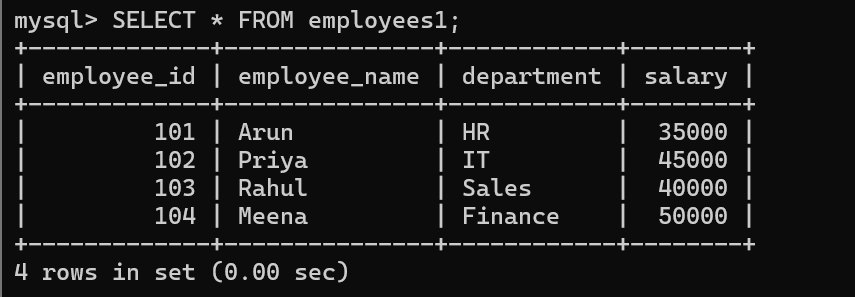 mysql> SELECT * FROM employees1;
+-------------+---------------+------------+--------+
| employee_id | employee_name | department | salary |
+-------------+---------------+------------+--------+
|         101 | Arun          | HR         |  35000 |
|         102 | Priya         | IT         |  45000 |
|         103 | Rahul         | Sales      |  40000 |
|         104 | Meena         | Finance    |  50000 |
+-------------+---------------+------------+--------+
4 rows in set (0.00 sec)